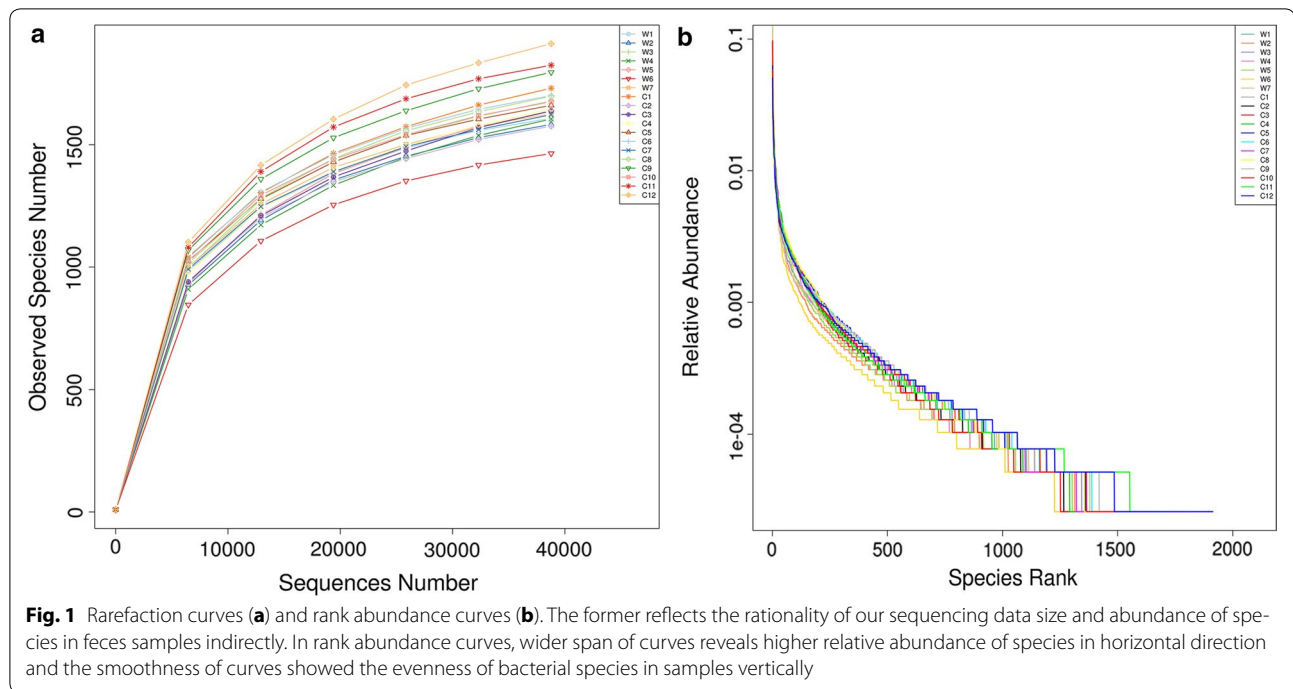 a
Observed Species Number
1500
1000
500
0
0 10000 20000 30000 40000
Sequences Number
W1
W2
W3
W4
W5
W6
W7
C1
C2
C3
C4
C5
C6
C7
C8
C9
C10
C11
C12
b
Relative Abundance
0.1
0.01
0.001
1e-04
0 500 1000 1500 2000
Species Rank
W1
W2
W3
W4
W5
W6
W7
C1
C2
C3
C4
C5
C6
C7
C8
C9
C10
C11
C12
Fig. 1 Rarefaction curves (a) and rank abundance curves (b). The former reflects the rationality of our sequencing data size and abundance of spe-
cies in feces samples indirectly. In rank abundance curves, wider span of curves reveals higher relative abundance of species in horizontal direction
and the smoothness of curves showed the evenness of bacterial species in samples vertically